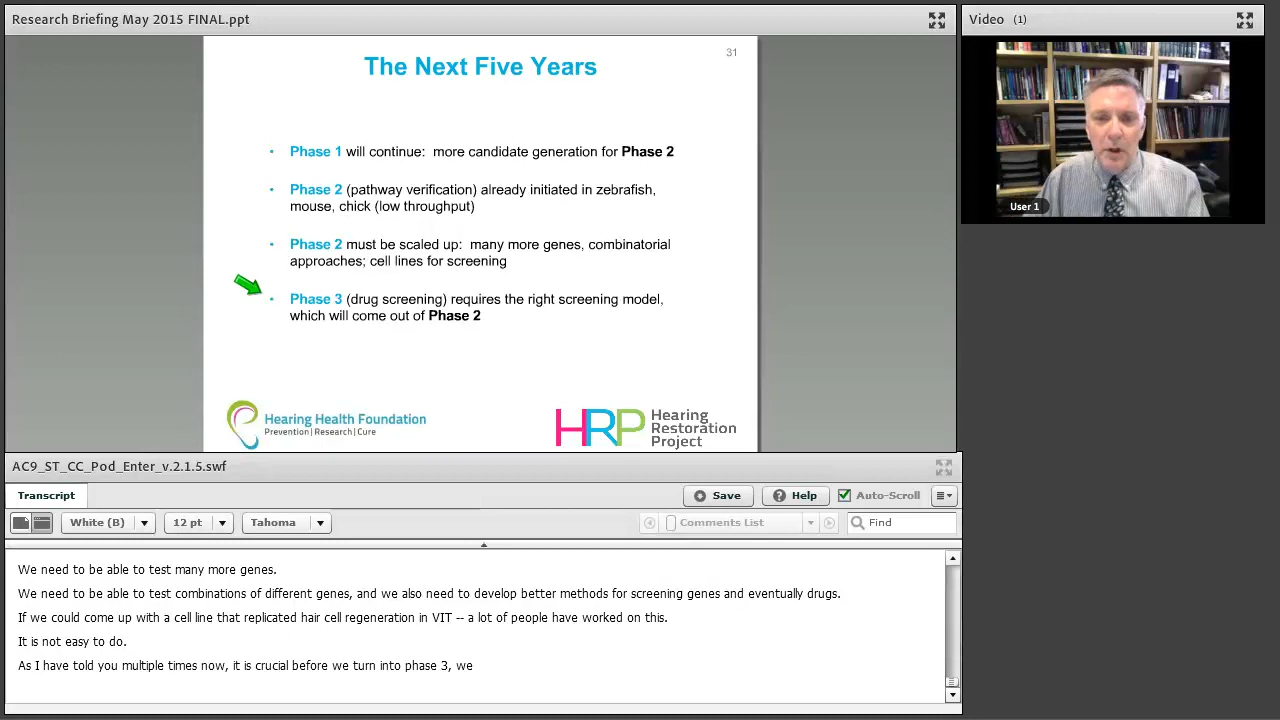 Research Briefing May 2015 FINAL.ppt
Video (1)
31
The Next Five Years
• Phase 1 will continue: more candidate generation for Phase 2
• Phase 2 (pathway verification) already initiated in zebrafish,
mouse, chick (low throughput)
• Phase 2 must be scaled up: many more genes, combinatorial
approaches; cell lines for screening
• Phase 3 (drug screening) requires the right screening model,
which will come out of Phase 2
User 1
Hearing Health Foundation
Prevention | Research | Cure
HRP
Hearing
Restoration
Project
AC9_ST_CC_Pod_Enter_v.2.1.5.swf
Transcript
Save
Help
Auto-Scroll
White (B)
12 pt
Tahoma
Comments List
Find
We need to be able to test many more genes.
We need to be able to test combinations of different genes, and we also need to develop better methods for screening genes and eventually drugs.
If we could come up with a cell line that replicated hair cell regeneration in VIT -- a lot of people have worked on this.
It is not easy to do.
As I have told you multiple times now, it is crucial before we turn into phase 3, we